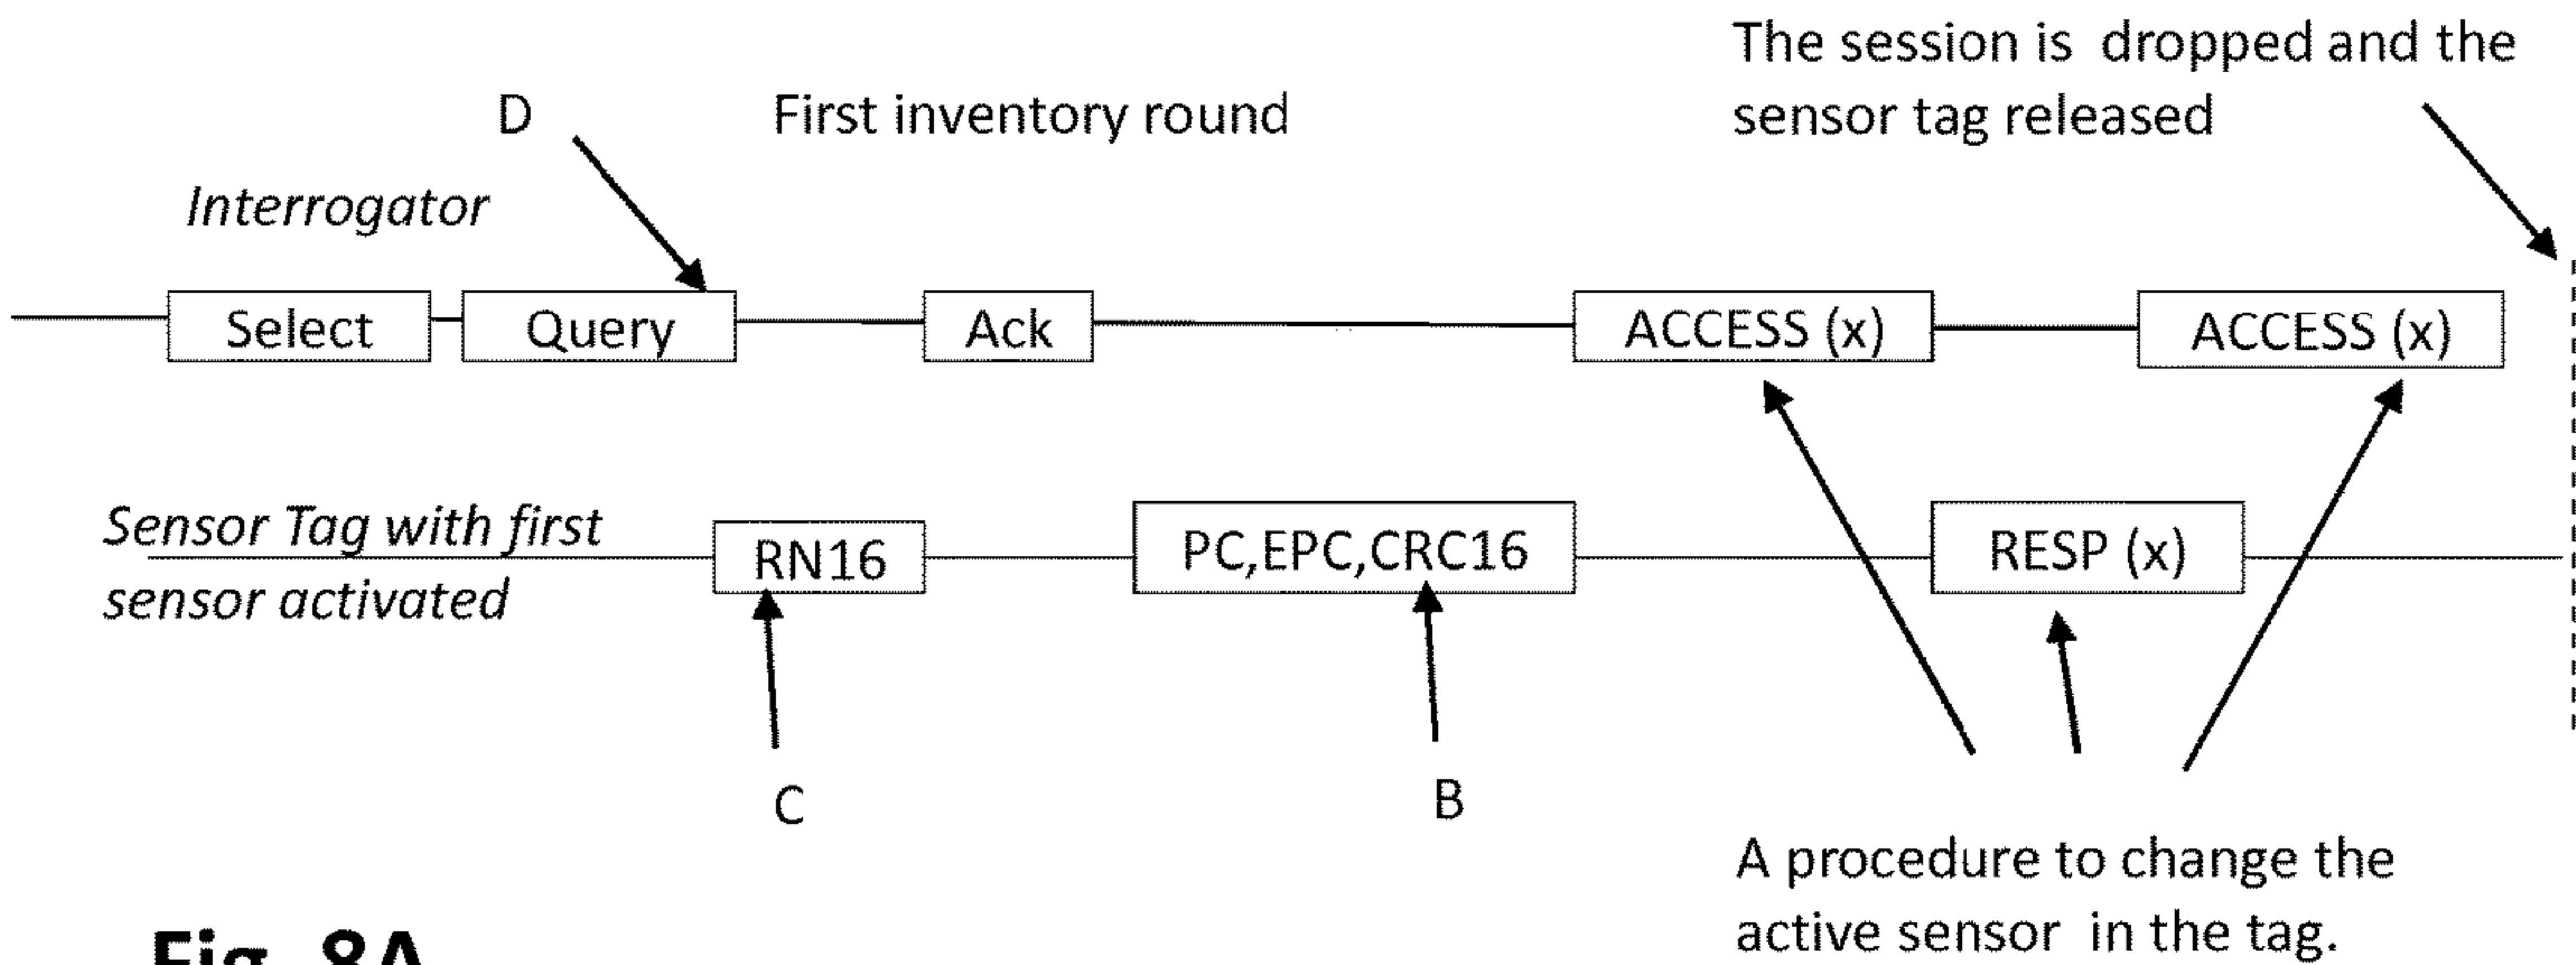 The session is dropped and the
sensor tag released
D
First inventory round
Interrogator
Select
Query
Ack
ACCESS (x)
ACCESS (x)
Sensor Tag with first
sensor activated
RN16
PC,EPC,CRC16
RESP (x)
C
B
A procedure to change the
active sensor in the tag.
Fig. 8A